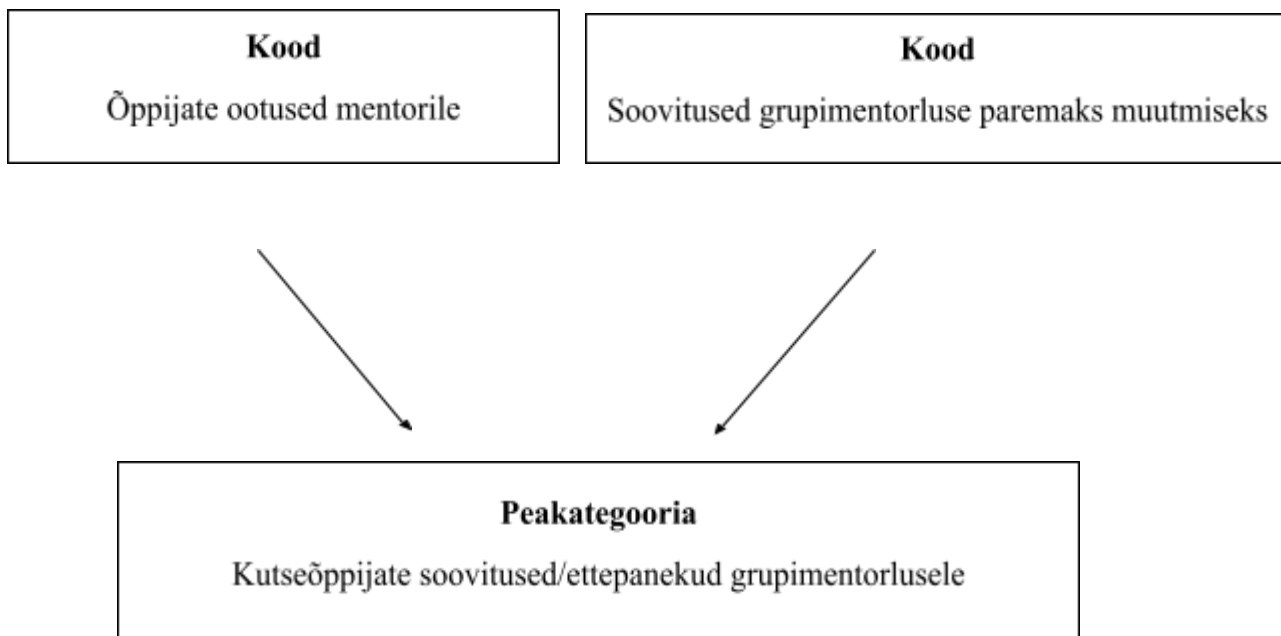 Kood
Õppijate ootused mentorile
Kood
Soovitused grupimentorluse paremaks muutmiseks
Peakategooria
Kutseõppijate soovitused/ettepanekud grupimentorlusele